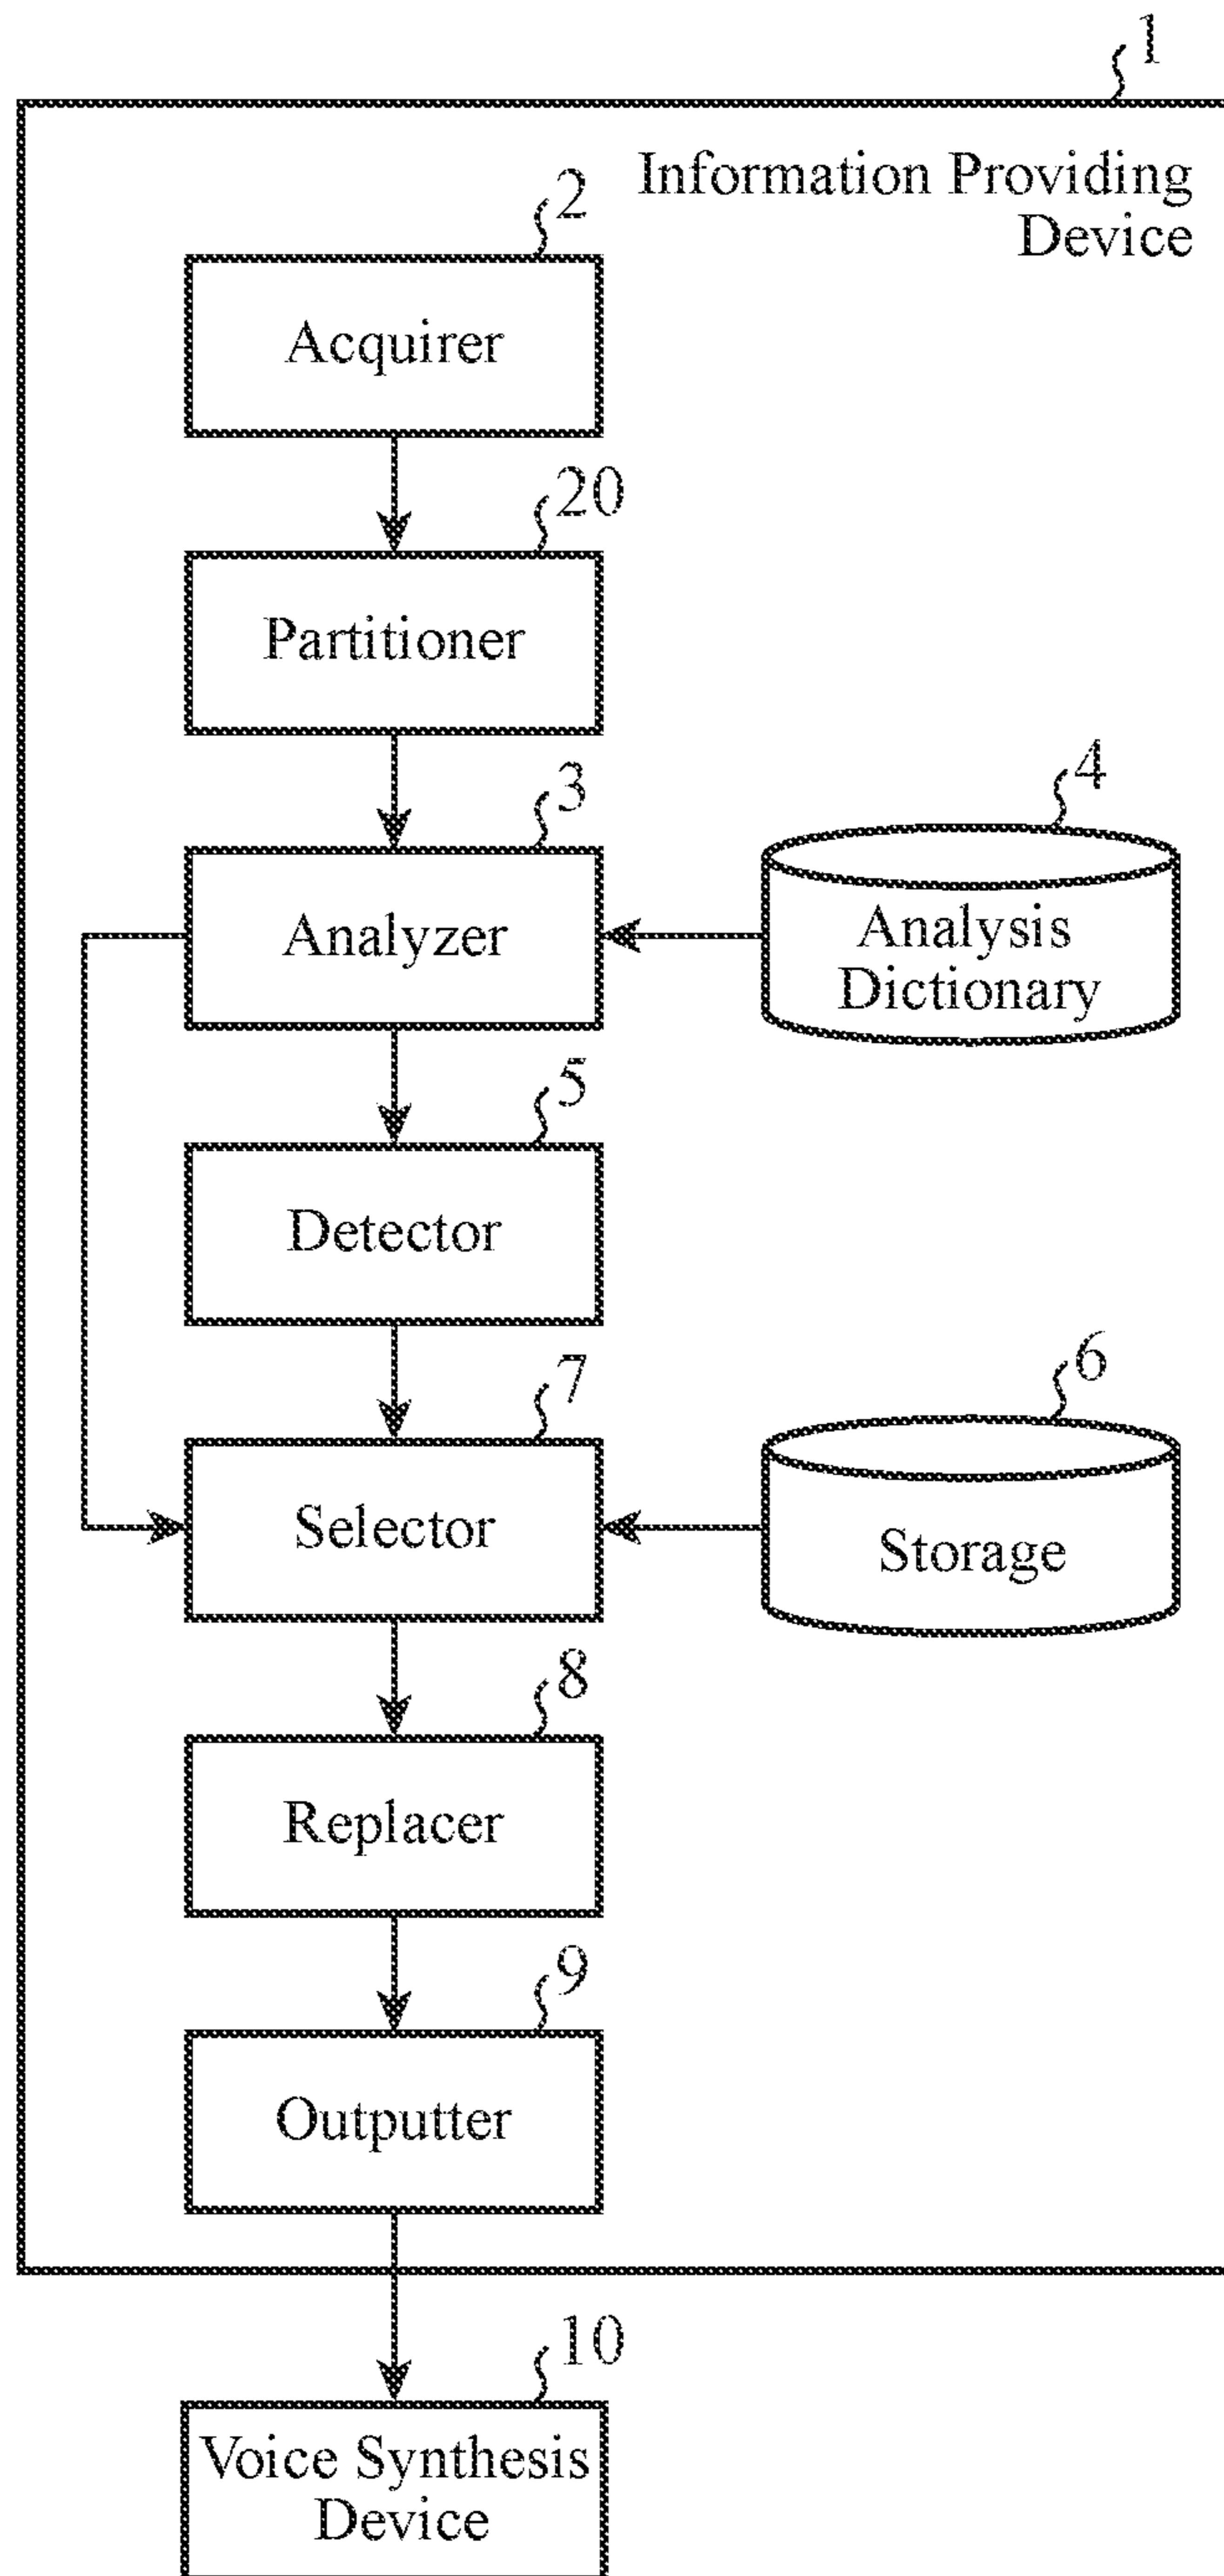 1
Information Providing
Device
2
Acquirer
20
Partitioner
3
Analyzer
4
Analysis
Dictionary
5
Detector
7
Selector
6
Storage
8
Replacer
9
Outputter
10
Voice Synthesis
Device